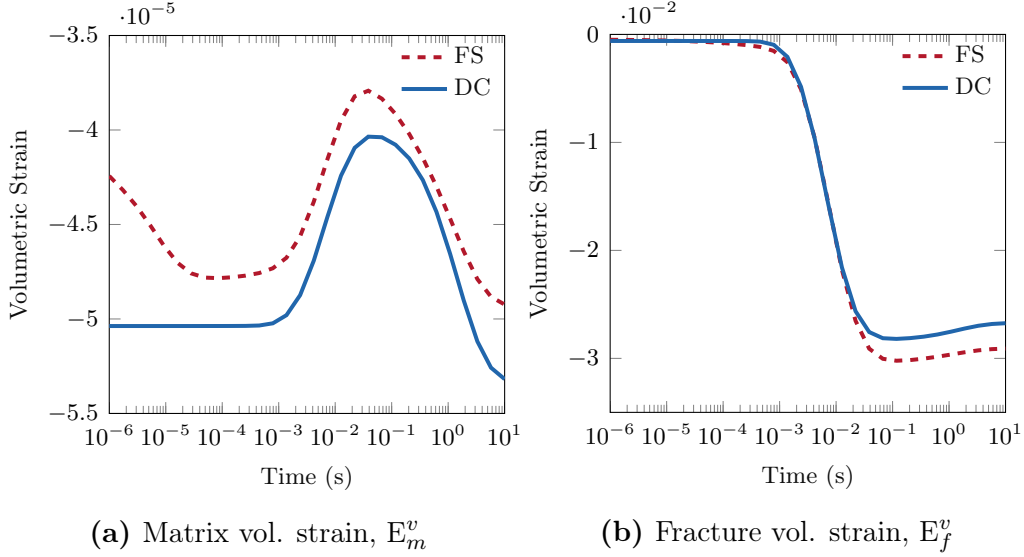 ·10⁻⁵
−3.5
−4
−4.5
−5
−5.5
10⁻⁶ 10⁻⁵ 10⁻⁴ 10⁻³ 10⁻² 10⁻¹ 10⁰ 10¹
Time (s)
Volumetric Strain
FS
DC
(a) Matrix vol. strain, Eᵥₘ
·10⁻²
0
−1
−2
−3
10⁻⁶ 10⁻⁵ 10⁻⁴ 10⁻³ 10⁻² 10⁻¹ 10⁰ 10¹
Time (s)
Volumetric Strain
FS
DC
(b) Fracture vol. strain, E^v_f